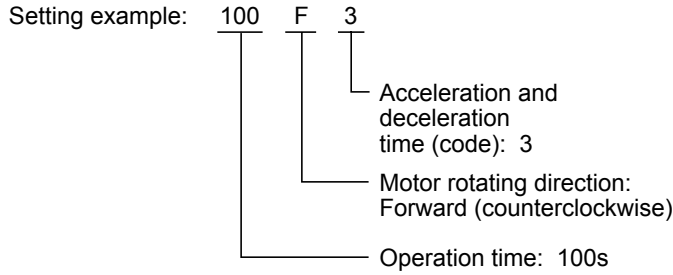 Setting example: 100 F 3
Acceleration and
deceleration
time (code): 3
Motor rotating direction:
Forward (counterclockwise)
Operation time: 100s